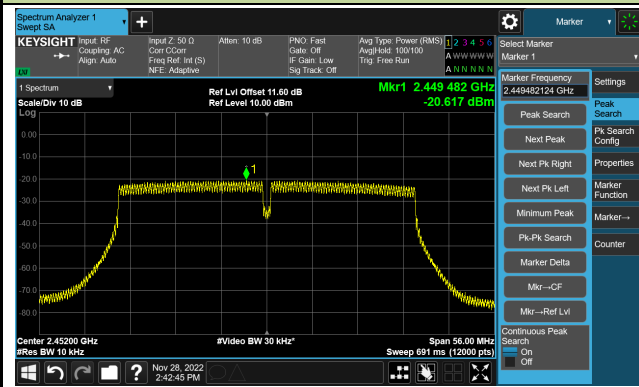 Spectrum Analyzer 1
Swept SA
Marker
KEYSIGHT
Input: RF
Coupling: AC
Align: Auto
Input Z: 50 Ω
Corr CCorr
Freq Ref: Int (S)
NFE: Adaptive
Atten: 10 dB
PNO: Fast
Gate: Off
IF Gain: Low
Sig Track: Off
Avg Type: Power (RMS)
Avg|Hold: 100/100
Trig: Free Run
1 2 3 4 5 6
A W W W W W
A N N N N N
LXI
Select Marker
Marker 1
1 Spectrum
Scale/Div 10 dB
Log
Ref Lvl Offset 11.60 dB
Ref Level 10.00 dBm
Mkr1 2.449 482 GHz
-20.617 dBm
0.00
-10.0
-20.0
-30.0
-40.0
-50.0
-60.0
-70.0
-80.0
1
Center 2.45200 GHz
#Res BW 10 kHz
#Video BW 30 kHz*
Span 56.00 MHz
Sweep 691 ms (12000 pts)
Marker Frequency
2.449482124 GHz
Peak Search
Next Peak
Next Pk Right
Next Pk Left
Minimum Peak
Pk-Pk Search
Marker Delta
Mkr→CF
Mkr→Ref Lvl
Continuous Peak
Search
On
Off
Settings
Peak
Search
Pk Search
Config
Properties
Marker
Function
Marker→
Counter
?
Nov 28, 2022
2:42:45 PM